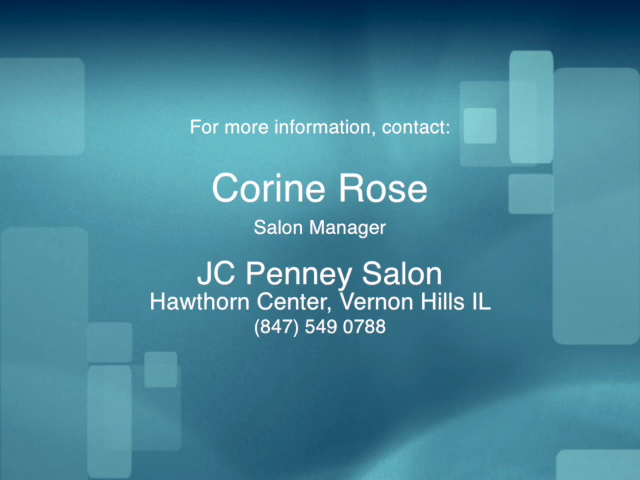 For more information, contact:
Corine Rose
Salon Manager
JC Penney Salon
Hawthorn Center, Vernon Hills IL
(847) 549 0788